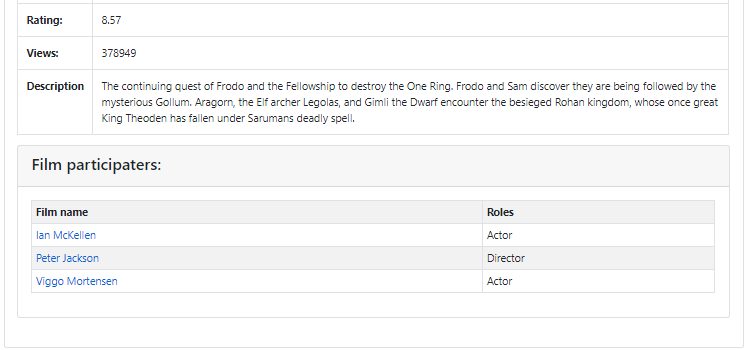 Rating: 8.57
Views: 378949
Description The continuing quest of Frodo and the Fellowship to destroy the One Ring. Frodo and Sam discover they are being followed by the
mysterious Gollum. Aragorn, the Elf archer Legolas, and Gimli the Dwarf encounter the besieged Rohan kingdom, whose once great
King Theoden has fallen under Sarumans deadly spell.
Film participaters:
Film name Roles
Ian McKellen Actor
Peter Jackson Director
Viggo Mortensen Actor